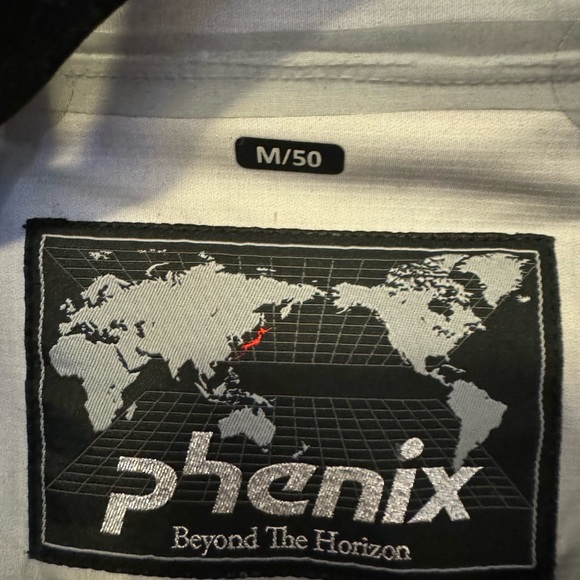 M/50
phenix
Beyond The Horizon